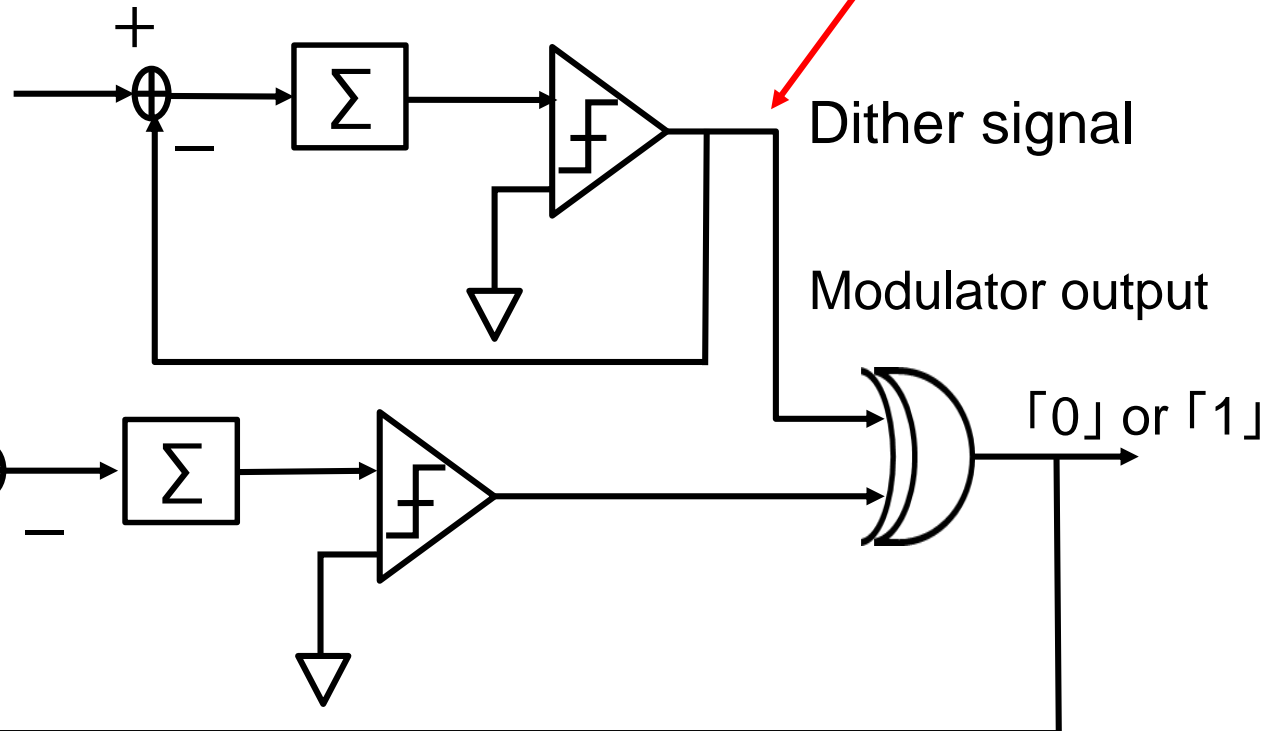 +
Σ
Dither signal
−
Modulator output
「0」 or 「1」
Σ
−